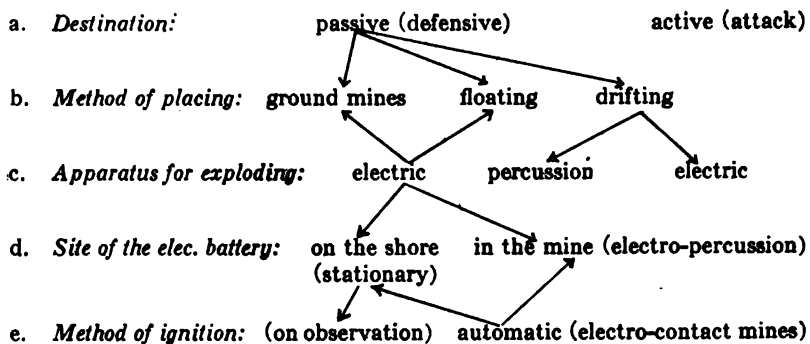 a. Destination: passive (defensive) active (attack)
b. Method of placing: ground mines floating drifting
c. Apparatus for exploding: electric percussion electric
d. Site of the elec. battery: on the shore in the mine (electro-percussion)
(stationary)
e. Method of ignition: (on observation) automatic (electro-contact mines)